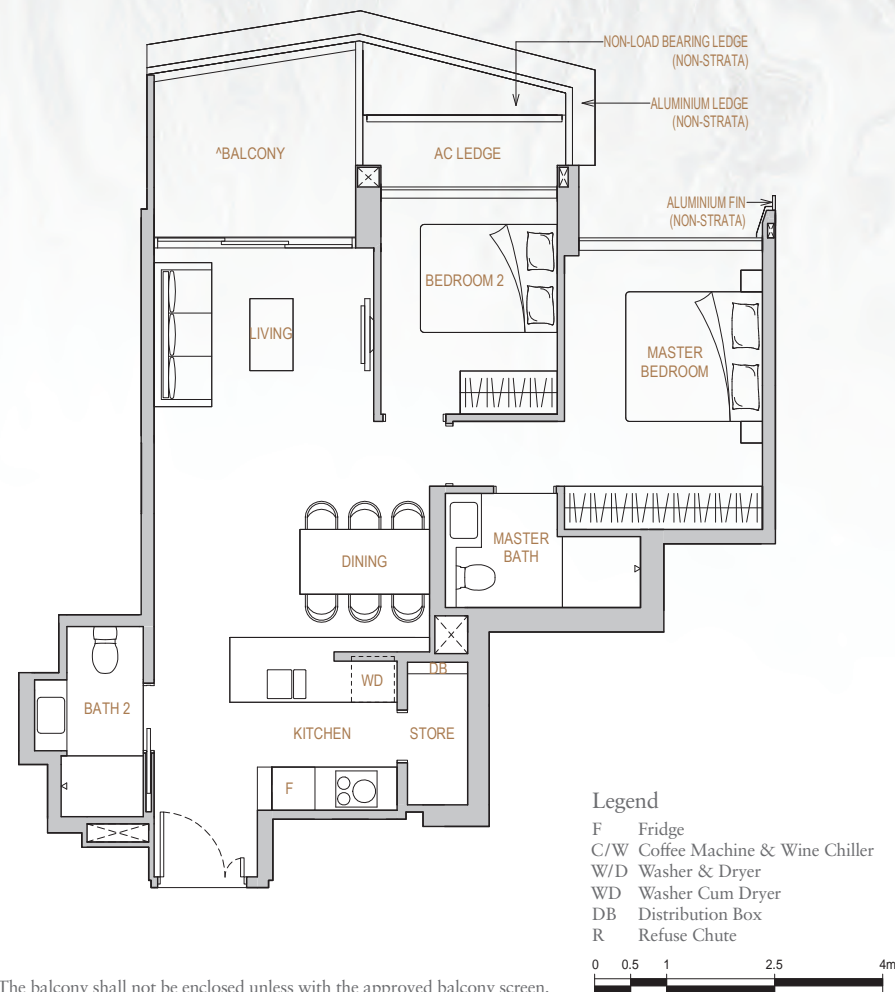 NON-LOAD BEARING LEDGE
(NON-STRATA)
ALUMINIUM LEDGE
(NON-STRATA)
^BALCONY
AC LEDGE
ALUMINIUM FIN
(NON-STRATA)
BEDROOM 2
LIVING
MASTER
BEDROOM
MASTER
BATH
DINING
DB
WD
BATH 2
KITCHEN
STORE
F
Legend
F Fridge
C/W Coffee Machine & Wine Chiller
W/D Washer & Dryer
WD Washer Cum Dryer
DB Distribution Box
R Refuse Chute
0 0.5 1 2.5 4m
The balcony shall not be enclosed unless with the approved balcony screen.